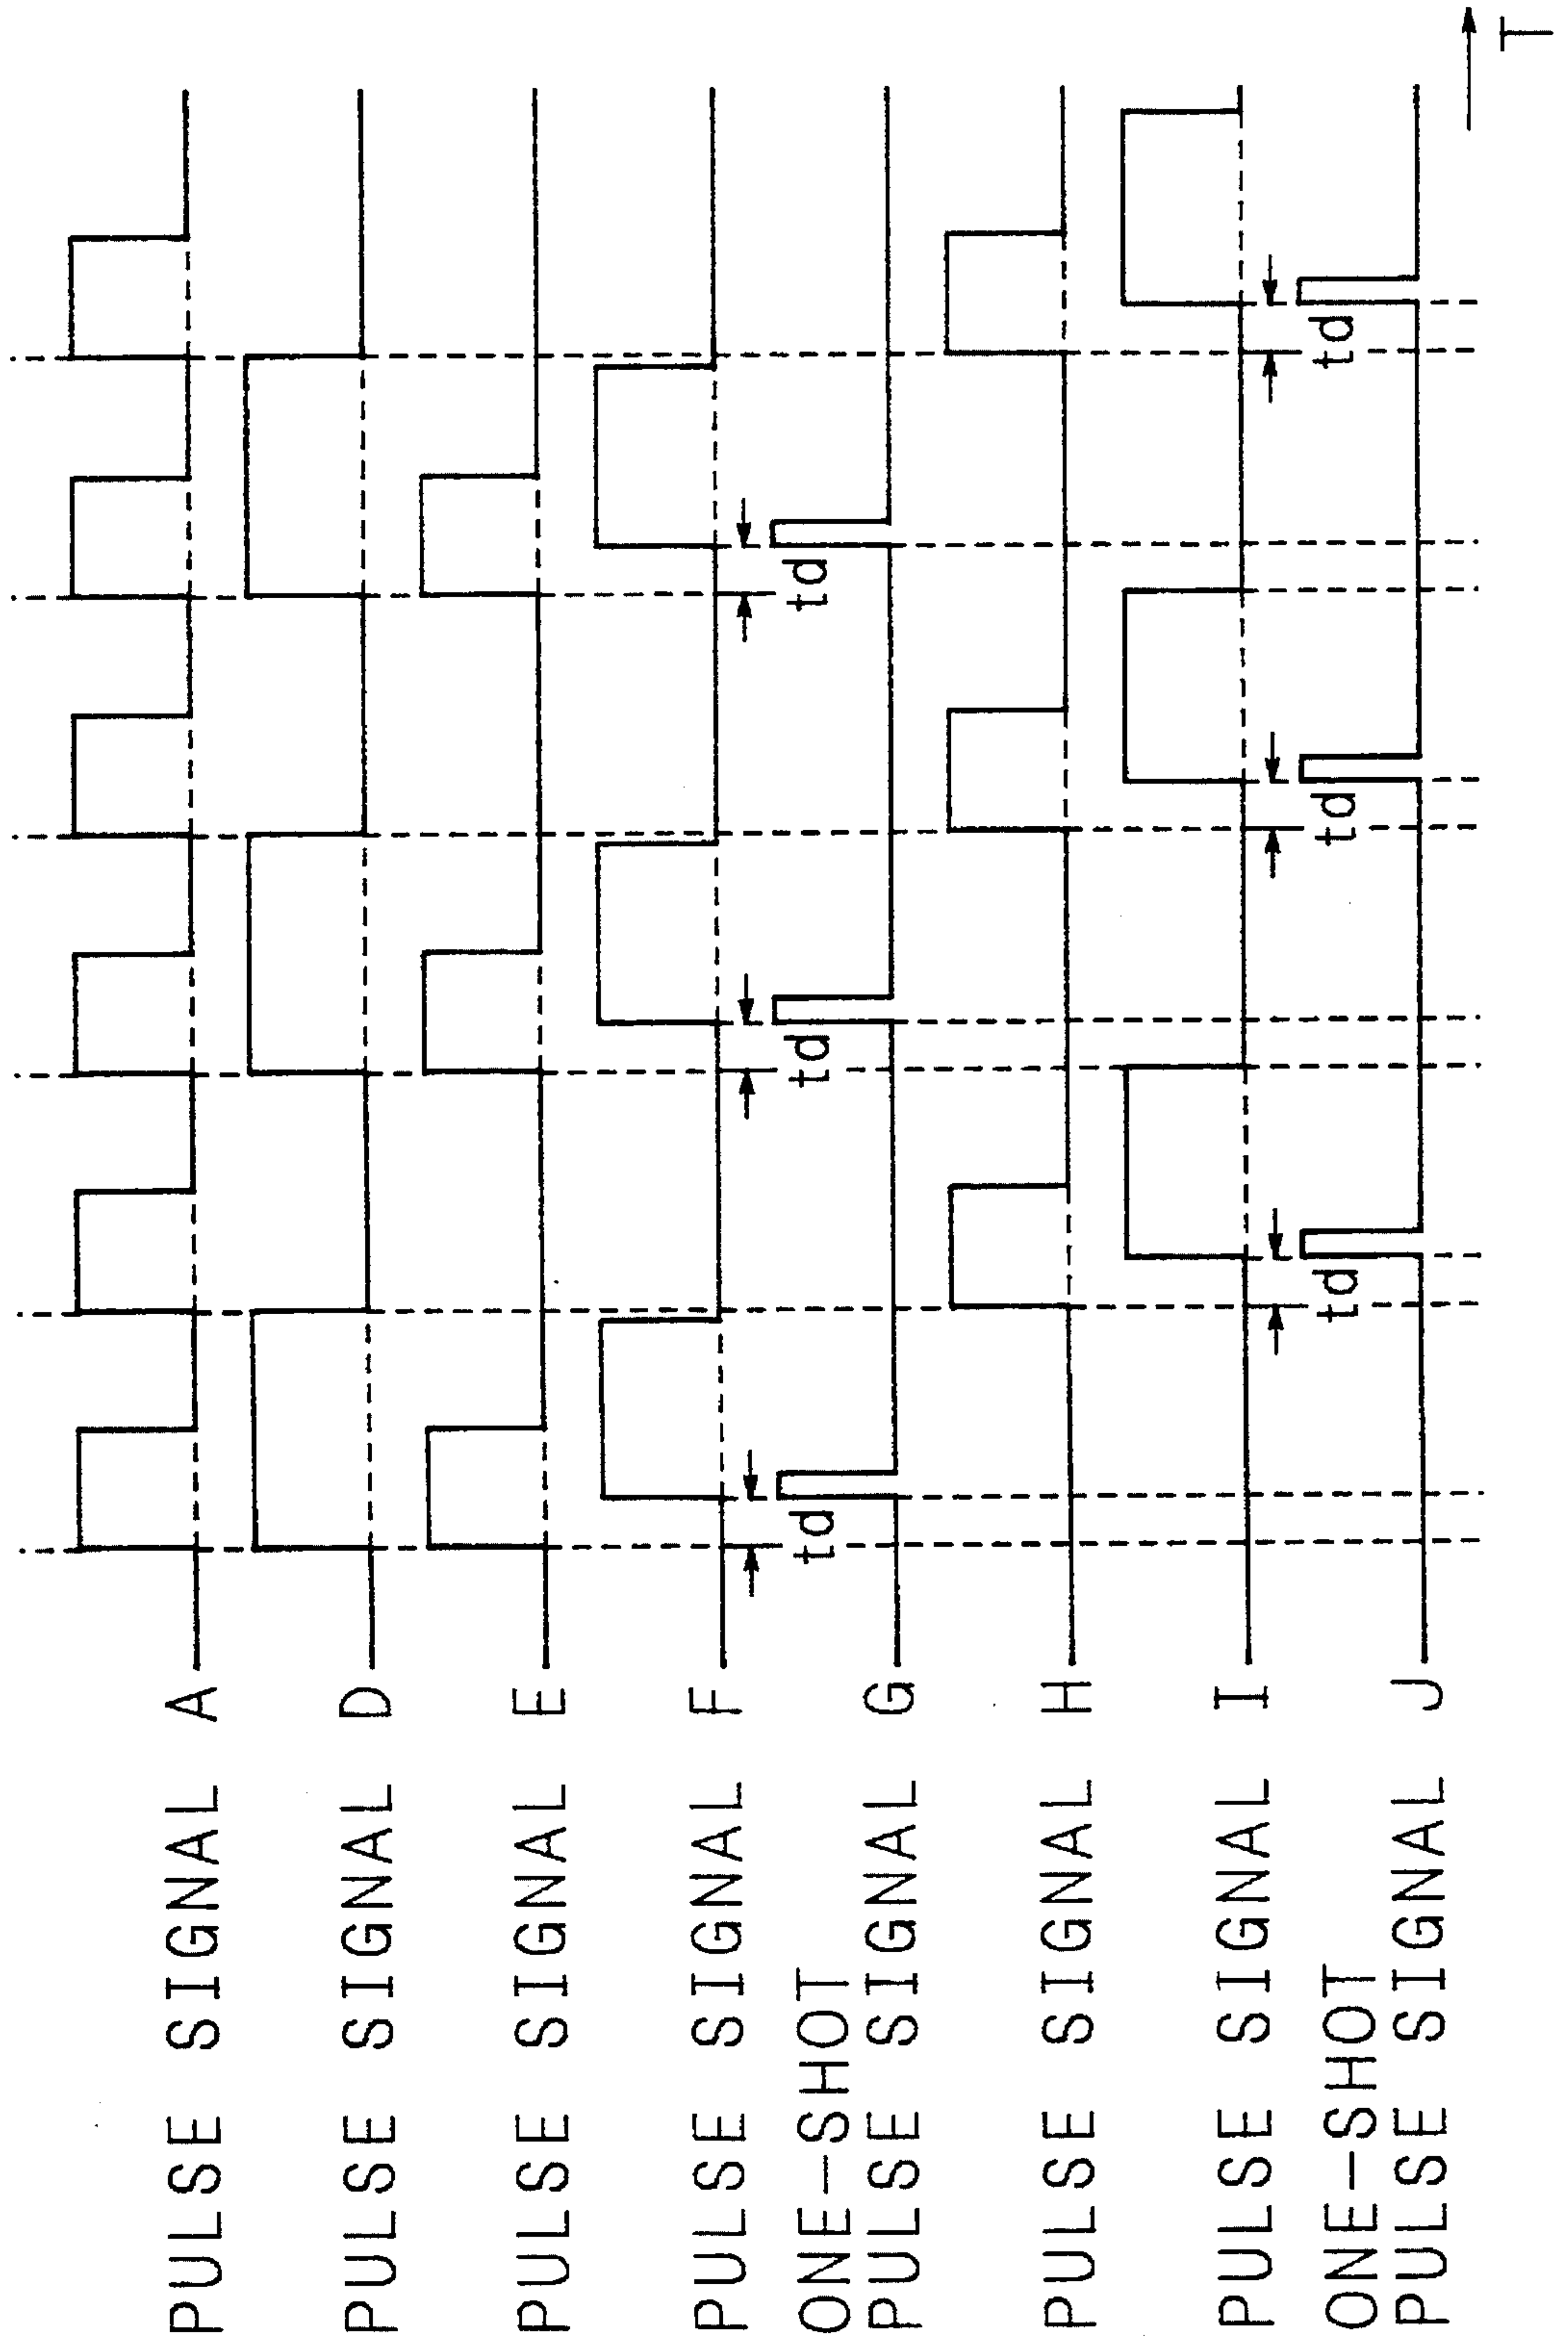 PULSE SIGNAL A
PULSE SIGNAL D
PULSE SIGNAL E
PULSE SIGNAL F
td
td
td
ONE-SHOT
PULSE SIGNAL G
PULSE SIGNAL H
PULSE SIGNAL I
td
td
td
ONE-SHOT
PULSE SIGNAL J
T